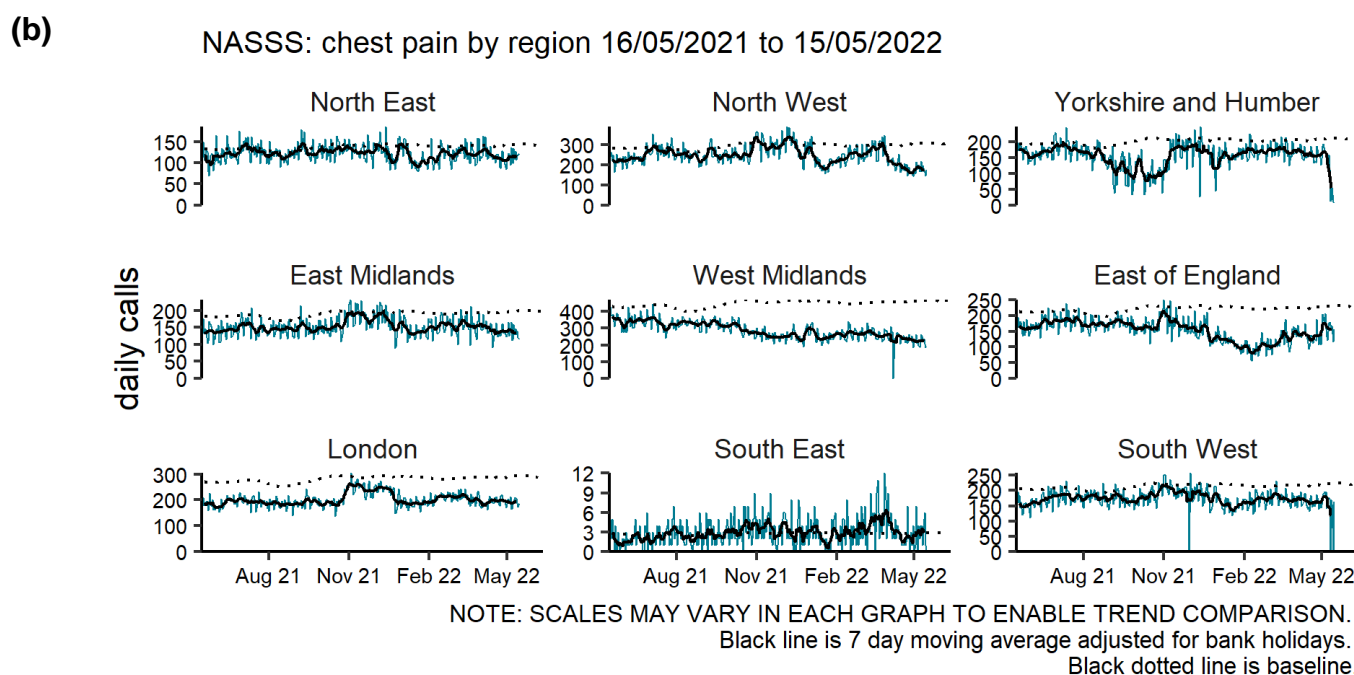 (b)
NASSS: chest pain by region 16/05/2021 to 15/05/2022
North East
North West
Yorkshire and Humber
150
100
50
0
300
200
100
0
200
150
100
50
0
daily calls
East Midlands
West Midlands
East of England
200
150
100
50
0
400
300
200
100
0
250
200
150
100
50
0
London
South East
South West
300
200
100
0
12
9
6
3
0
250
200
150
100
50
0
Aug 21 Nov 21 Feb 22 May 22
Aug 21 Nov 21 Feb 22 May 22
Aug 21 Nov 21 Feb 22 May 22
NOTE: SCALES MAY VARY IN EACH GRAPH TO ENABLE TREND COMPARISON.
Black line is 7 day moving average adjusted for bank holidays.
Black dotted line is baseline